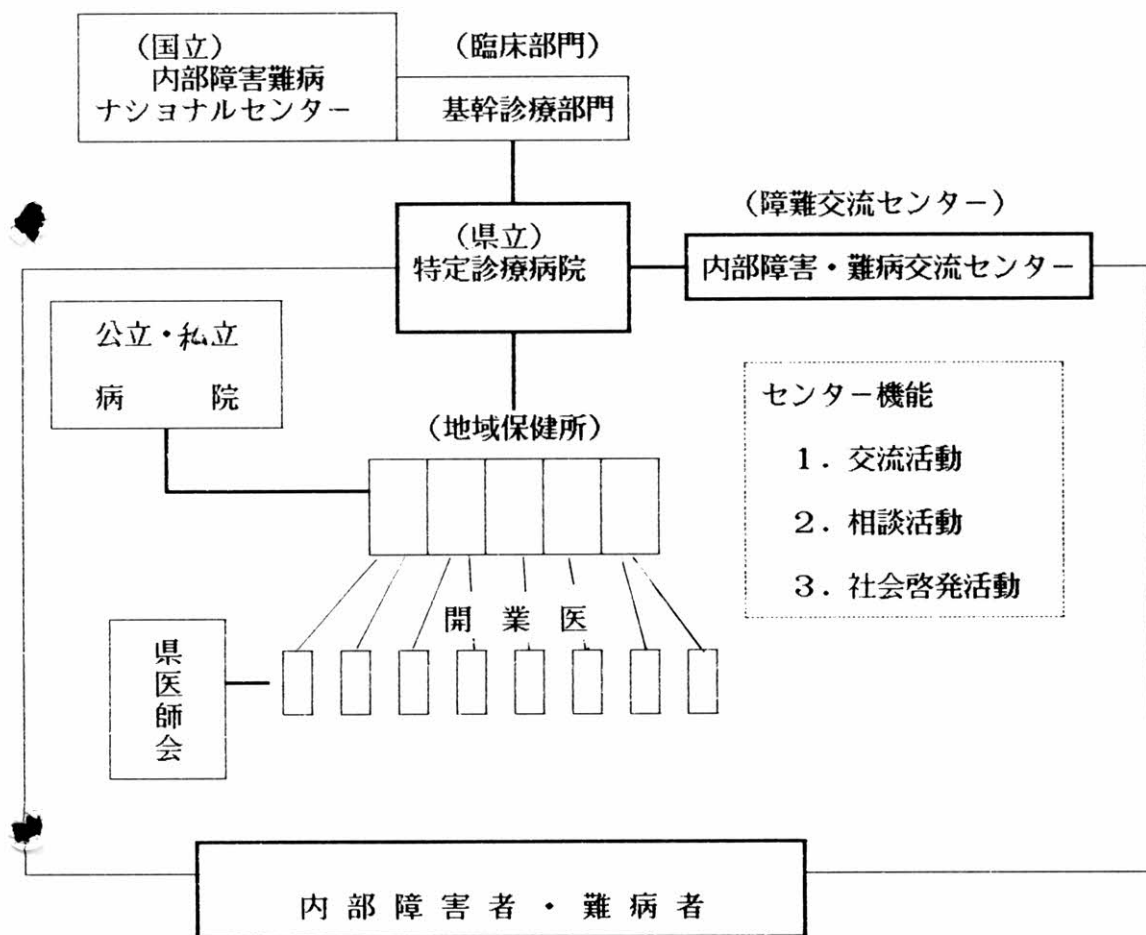 （国立）
内部障害難病
ナショナルセンター
（臨床部門）
基幹診療部門
（県立）
特定診療病院
（障難交流センター）
内部障害・難病交流センター
公立・私立
病　院
センター機能
１．交流活動
２．相談活動
３．社会啓発活動
（地域保健所）
開業医
県医師会
内部障害者・難病者